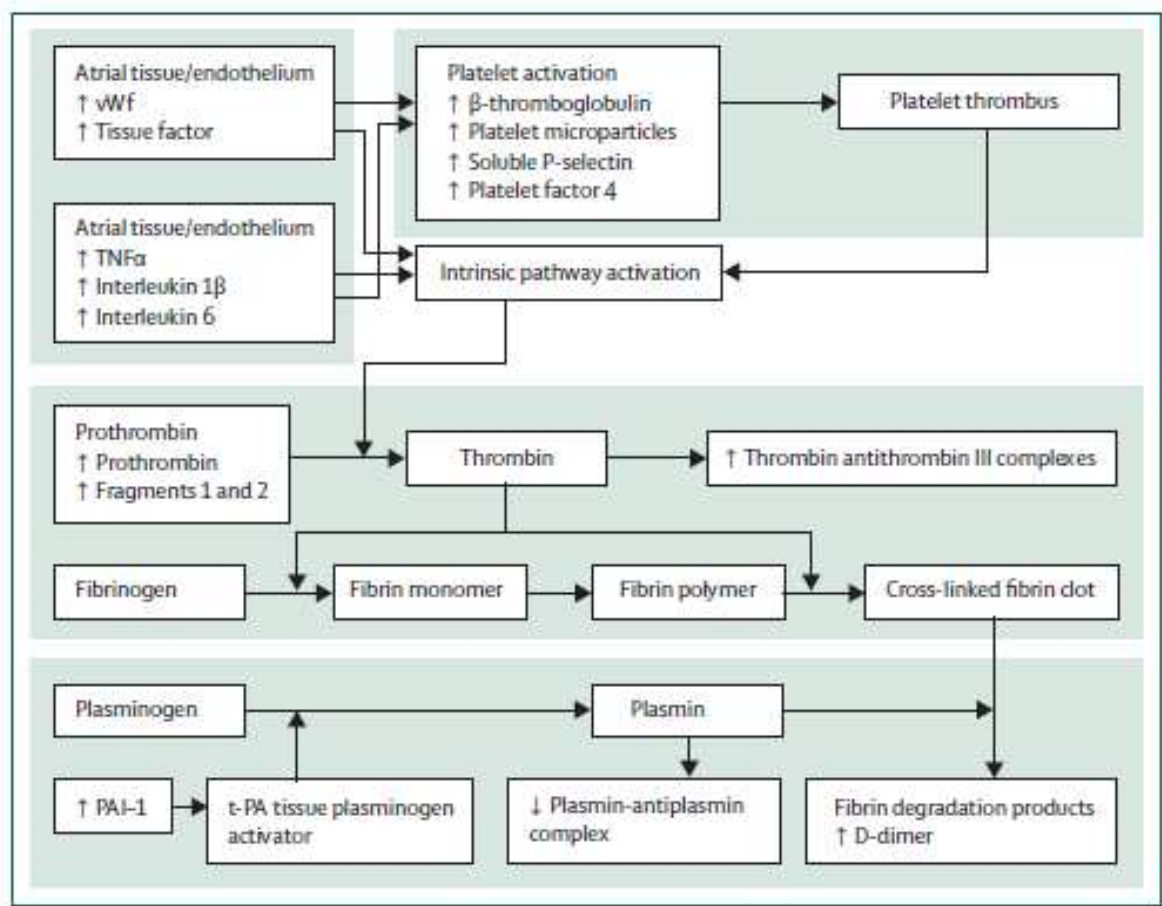 Atrial tissue/endothelium
↑ vWf
↑ Tissue factor
Platelet activation
↑ β-thromboglobulin
↑ Platelet microparticles
↑ Soluble P-selectin
↑ Platelet factor 4
Platelet thrombus
Atrial tissue/endothelium
↑ TNFα
↑ Interleukin 1β
↑ Interleukin 6
Intrinsic pathway activation
Prothrombin
↑ Prothrombin
↑ Fragments 1 and 2
Thrombin
↑ Thrombin antithrombin III complexes
Fibrinogen
Fibrin monomer
Fibrin polymer
Cross-linked fibrin clot
Plasminogen
Plasmin
↑ PAI-1
t-PA tissue plasminogen
activator
↓ Plasmin-antiplasmin
complex
Fibrin degradation products
↑ D-dimer